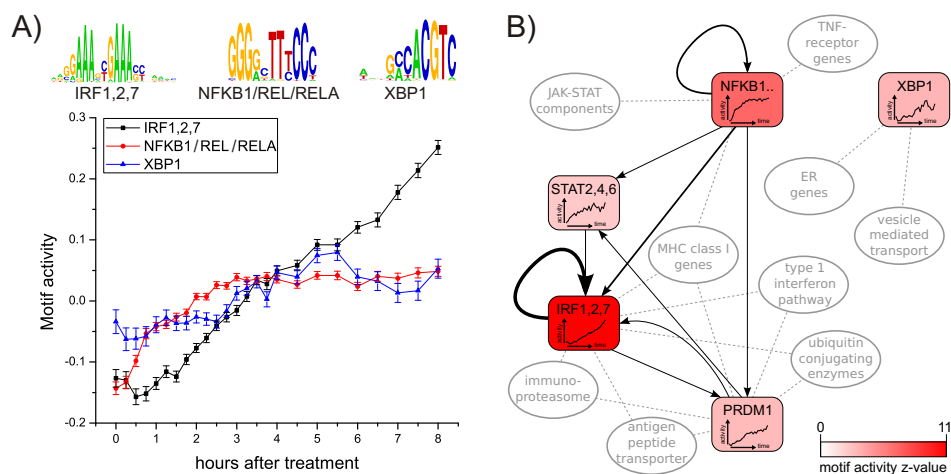 A)
IRF1,2,7
NFKB1/REL/RELA
XBP1
IRF1,2,7
NFKB1/REL/RELA
XBP1
Motif activity
0.3
0.2
0.1
0.0
-0.1
-0.2
0 1 2 3 4 5 6 7 8
hours after treatment
B)
TNF-
receptor
genes
JAK-STAT
components
NFKB1..
activity
time
XBP1
activity
time
ER
genes
vesicle
mediated
transport
STAT2,4,6
activity
time
MHC class I
genes
type 1
interferon
pathway
IRF1,2,7
activity
time
ubiquitin
conjugating
enzymes
immuno-
proteasome
antigen
peptide
transporter
PRDM1
activity
time
0 11
motif activity z-value